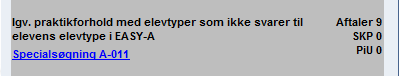 Igv. praktikforhold med elevtyper som ikke svarer til Aftaler 9
elevens elevtype i EASY-A SKP 0
Specialsøgning A-011 PiU 0